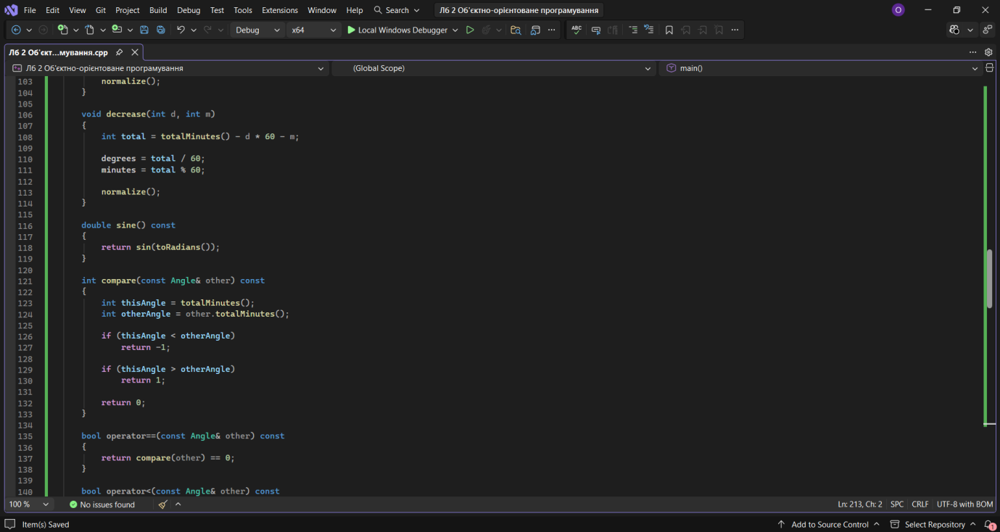 File Edit View Git Project Build Debug Test Tools Extensions Window Help Search Лб 2 Об'єктно-орієнтоване програмування O
Debug x64 Local Windows Debugger ABC
Лб 2 Об'єкт...мування.cpp
Лб 2 Об'єктно-орієнтоване програмування (Global Scope) main()
103 normalize();
104 }
105
106 void decrease(int d, int m)
107 {
108 int total = totalMinutes() - d * 60 - m;
109
110 degrees = total / 60;
111 minutes = total % 60;
112
113 normalize();
114 }
115
116 double sine() const
117 {
118 return sin(toRadians());
119 }
120
121 int compare(const Angle& other) const
122 {
123 int thisAngle = totalMinutes();
124 int otherAngle = other.totalMinutes();
125
126 if (thisAngle < otherAngle)
127 return -1;
128
129 if (thisAngle > otherAngle)
130 return 1;
131
132 return 0;
133 }
134
135 bool operator==(const Angle& other) const
136 {
137 return compare(other) == 0;
138 }
139
140 bool operator<(const Angle& other) const
100 % No issues found Ln: 213, Ch: 2 SPC CRLF UTF-8 with BOM
Item(s) Saved Add to Source Control Select Repository 1